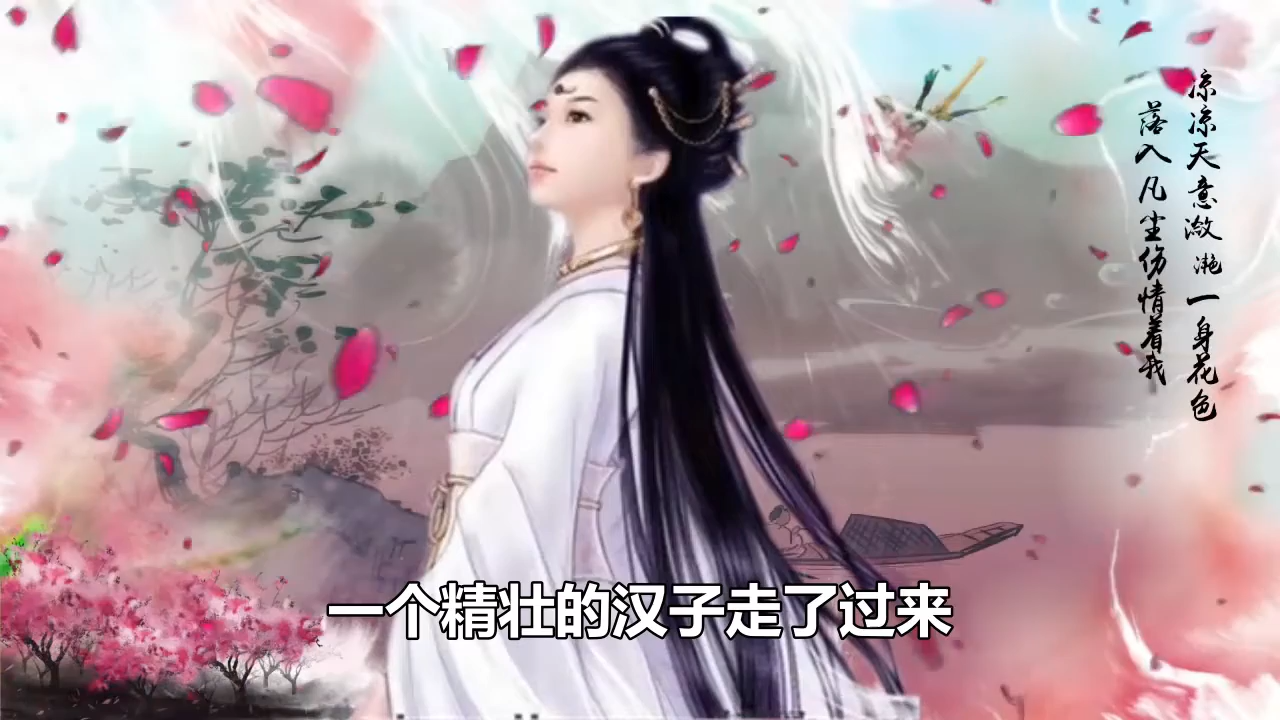 凉凉天意潋滟一身花色
落入凡尘伤情着我
一个精壮的汉子走了过来